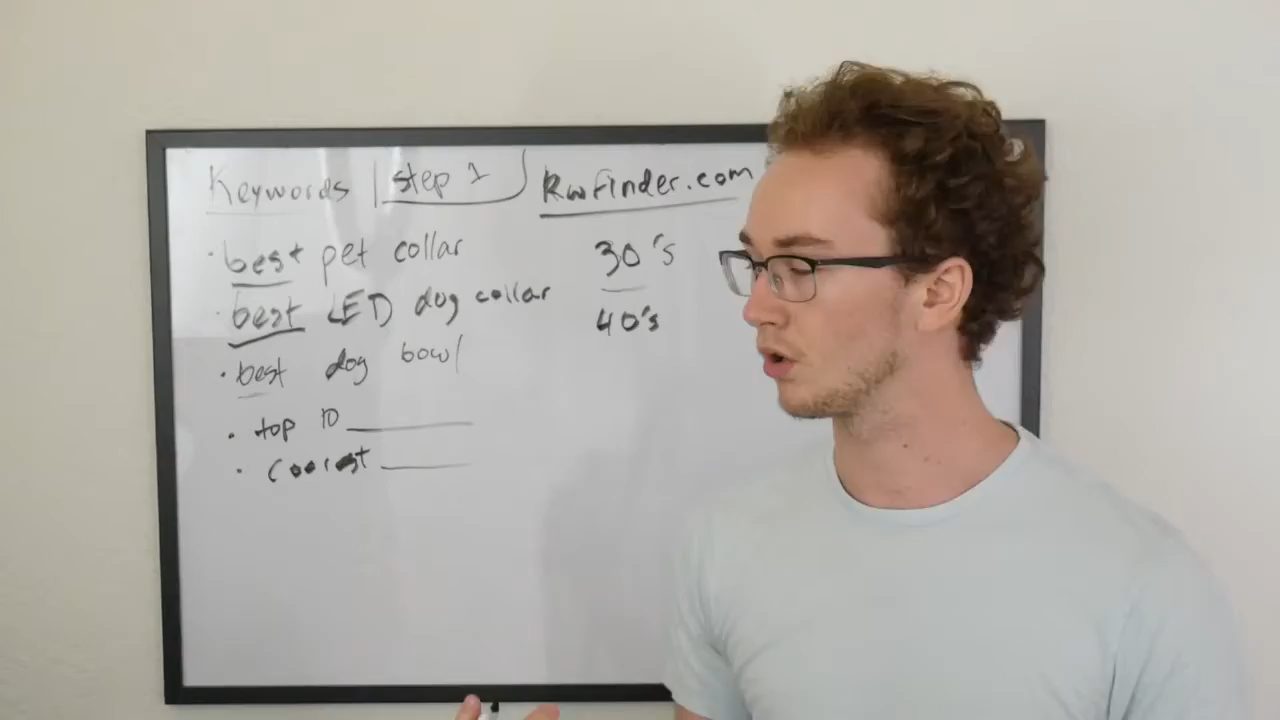 Keywords | step 1 kwfinder.com
· best pet collar 30's
· best LED dog collar 40's
· best dog bowl
· top 10
· coolest